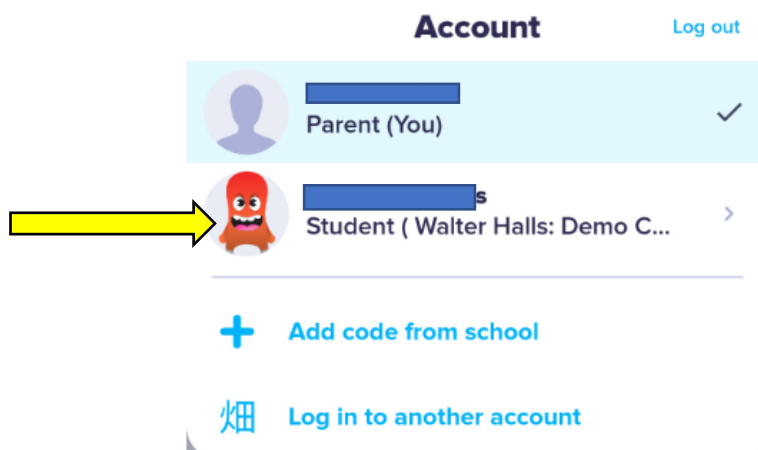 Account
Log out
Parent (You)
s
Student ( Walter Halls: Demo C...
Add code from school
畑 Log in to another account